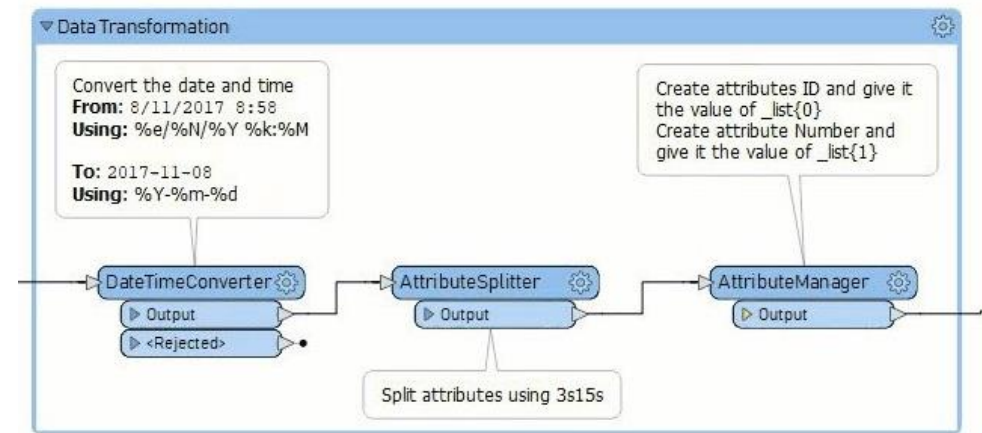 Data Transformation
Convert the date and time
From: 8/11/2017 8:58
Using: %e/%N/%Y %k:%M
To: 2017-11-08
Using: %Y-%m-%d
Create attributes ID and give it
the value of _list{0}
Create attribute Number and
give it the value of _list{1}
DateTimeConverter
Output
<Rejected>
AttributeSplitter
Output
AttributeManager
Output
Split attributes using 3s15s